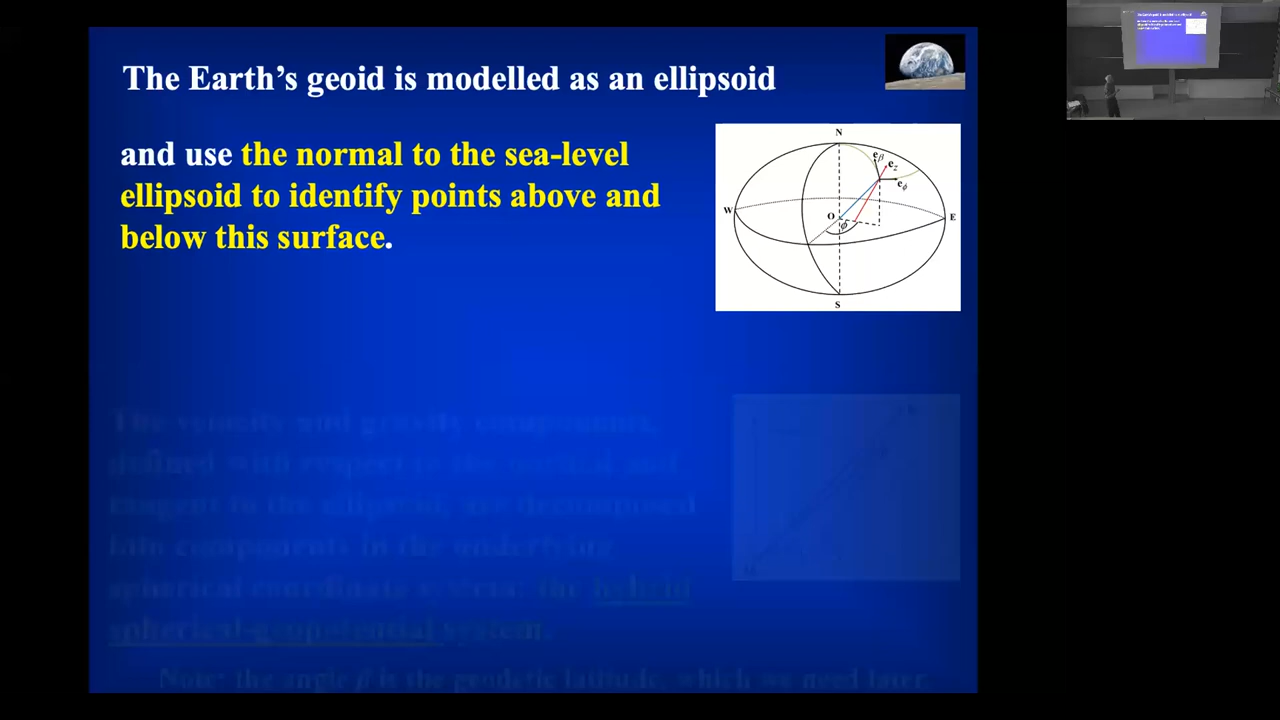 The Earth’s geoid is modelled as an ellipsoid
and use the normal to the sea-level
ellipsoid to identify points above and
below this surface.
N
eβ
ez
eϕ
W
O
E
ϕ
S
The velocity and gravity components,
defined with respect to the vertical and
tangent to the ellipsoid, are decomposed
into components in the underlying
spherical coordinate system: the hybrid
spherical-geopotential system.
Note: the angle β is the geodetic latitude, which we need later.